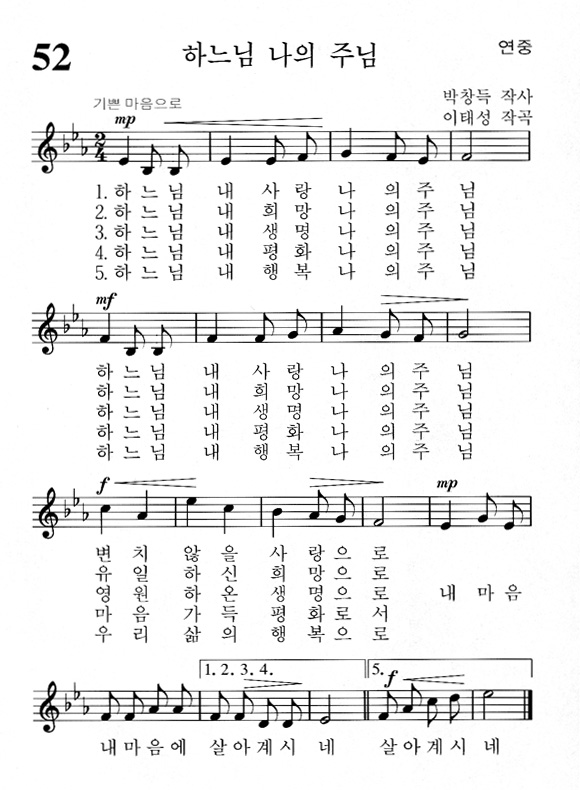 52
하느님 나의 주님
연중
박창득 작사
이태성 작곡
기쁜 마음으로
mp
1. 하 느 님 내 사 랑 나 의 주 님
2. 하 느 님 내 희 망 나 의 주 님
3. 하 느 님 내 생 명 나 의 주 님
4. 하 느 님 내 평 화 나 의 주 님
5. 하 느 님 내 행 복 나 의 주 님
mf
하 느 님 내 사 랑 나 의 주 님
하 느 님 내 희 망 나 의 주 님
하 느 님 내 생 명 나 의 주 님
하 느 님 내 평 화 나 의 주 님
하 느 님 내 행 복 나 의 주 님
f mp
변 치 않 을 사 랑 으 로
유 일 하 신 희 망 으 로
영 원 하 온 생 명 으 로 내 마 음
마 음 가 득 평 화 로 서
우 리 삶 의 행 복 으 로
1. 2. 3. 4. 5. f
내 마 음 에 살 아 계 시 네 살 아 계 시 네